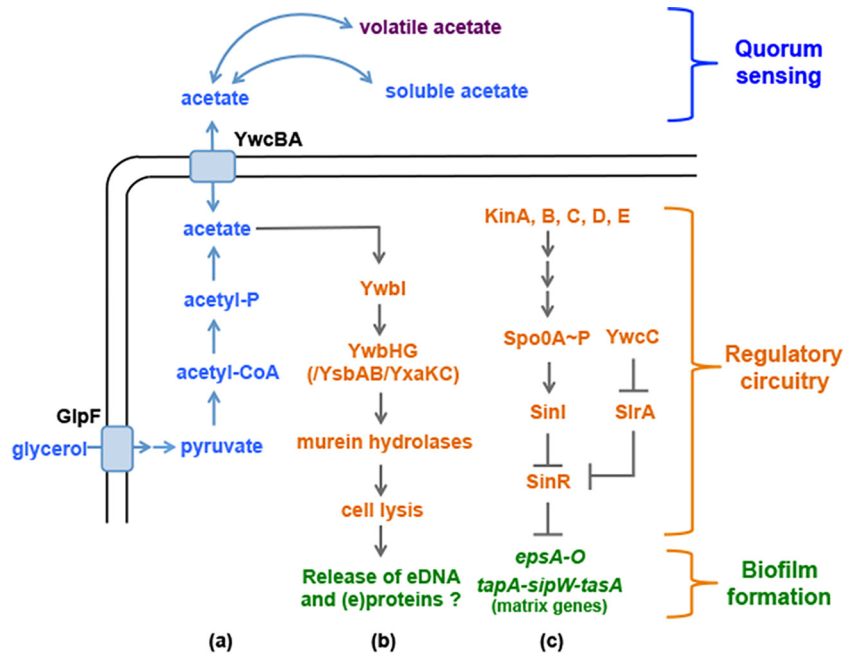 volatile acetate
Quorum
sensing
acetate
soluble acetate
YwcBA
acetate
KinA, B, C, D, E
YwbI
acetyl-P
Spo0A~P
YwcC
YwbHG
(/YsbAB/YxaKC)
Regulatory
circuitry
acetyl-CoA
GlpF
SinI
SlrA
glycerol
pyruvate
murein hydrolases
SinR
cell lysis
epsA-O
tapA-sipW-tasA
(matrix genes)
Release of eDNA
and (e)proteins ?
Biofilm
formation
(a)
(b)
(c)